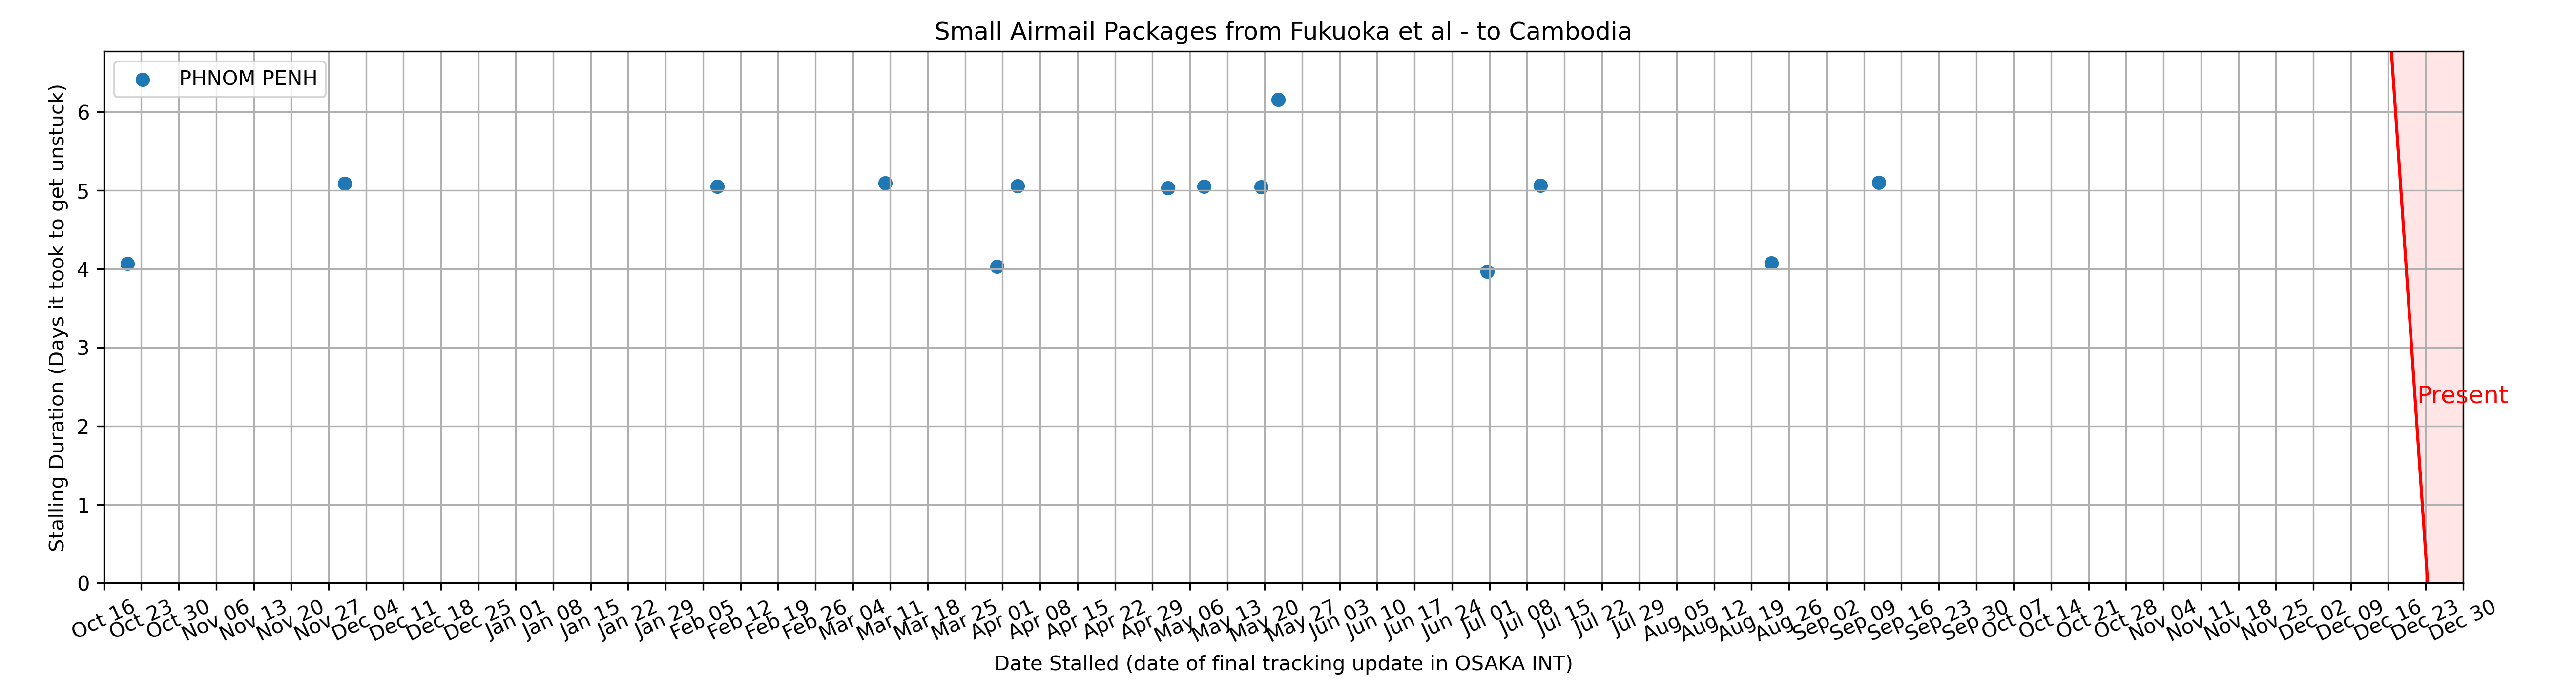 Small Airmail Packages from Fukuoka et al - to Cambodia
PHNOM PENH
Stalling Duration (Days it took to get unstuck)
6
5
4
3
2
1
0
Present
Oct 16
Oct 23
Oct 30
Nov 06
Nov 13
Nov 20
Nov 27
Dec 04
Dec 11
Dec 18
Dec 25
Jan 01
Jan 08
Jan 15
Jan 22
Jan 29
Feb 05
Feb 12
Feb 19
Feb 26
Mar 04
Mar 11
Mar 18
Mar 25
Apr 01
Apr 08
Apr 15
Apr 22
Apr 29
May 06
May 13
May 20
May 27
Jun 03
Jun 10
Jun 17
Jun 24
Jul 01
Jul 08
Jul 15
Jul 22
Jul 29
Aug 05
Aug 12
Aug 19
Aug 26
Sep 02
Sep 09
Sep 16
Sep 23
Sep 30
Oct 07
Oct 14
Oct 21
Oct 28
Nov 04
Nov 11
Nov 18
Nov 25
Dec 02
Dec 09
Dec 16
Dec 23
Dec 30
Date Stalled (date of final tracking update in OSAKA INT)